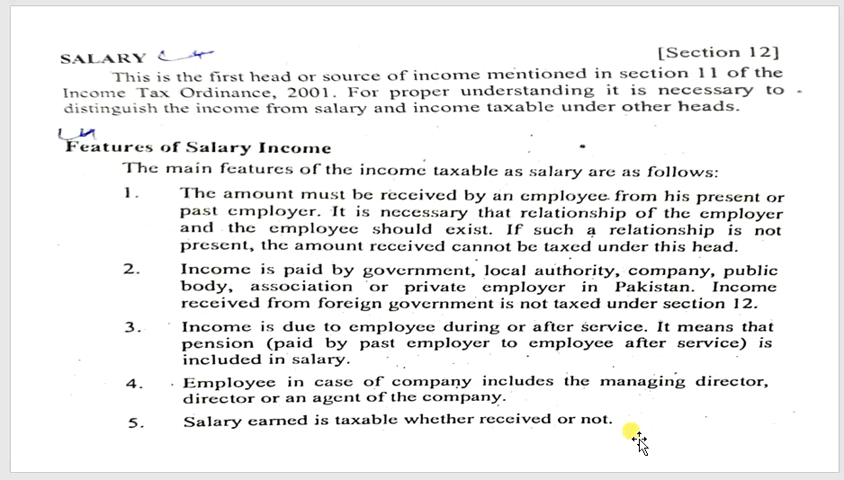 SALARY [Section 12]
This is the first head or source of income mentioned in section 11 of the
Income Tax Ordinance, 2001. For proper understanding it is necessary to
distinguish the income from salary and income taxable under other heads.
Features of Salary Income
The main features of the income taxable as salary are as follows:
1. The amount must be received by an employee from his present or
past employer. It is necessary that relationship of the employer
and the employee should exist. If such a relationship is not
present, the amount received cannot be taxed under this head.
2. Income is paid by government, local authority, company, public
body, association or private employer in Pakistan. Income
received from foreign government is not taxed under section 12.
3. Income is due to employee during or after service. It means that
pension (paid by past employer to employee after service) is
included in salary.
4. Employee in case of company includes the managing director,
director or an agent of the company.
5. Salary earned is taxable whether received or not.